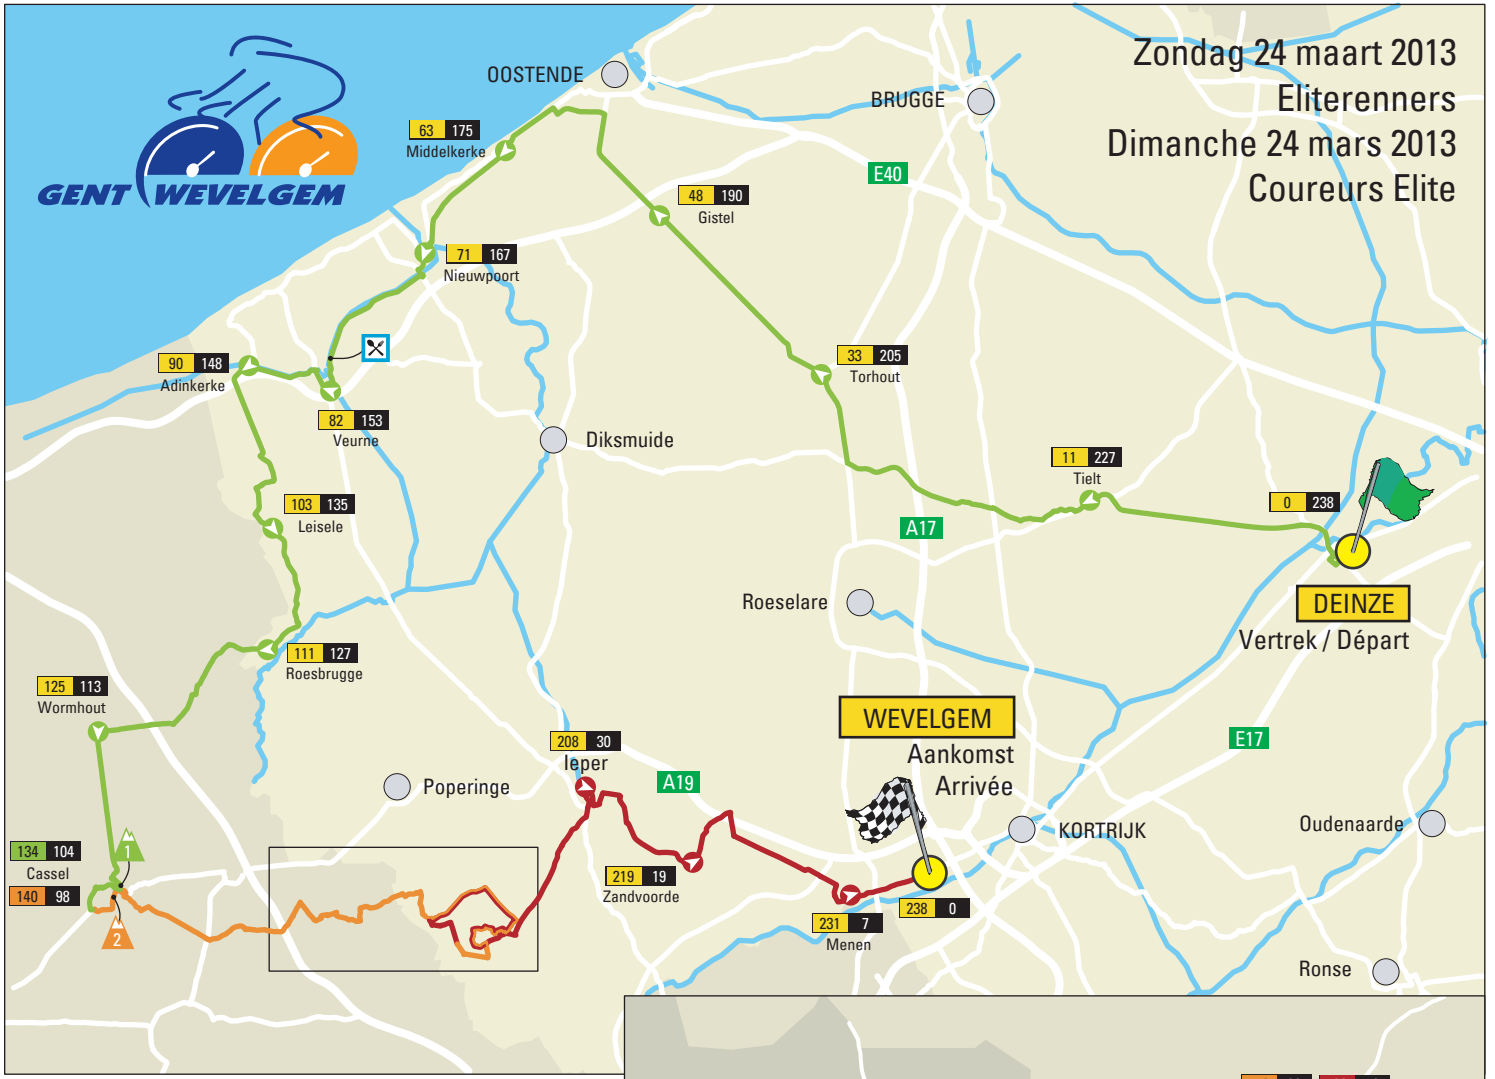 Zondag 24 maart 2013
Eliterenners
Dimanche 24 mars 2013
Coureurs Elite
GENT WEVELGEM
OOSTENDE
BRUGGE
63 175
Middelkerke
E40
48 190
Gistel
71 167
Nieuwpoort
90 148
Adinkerke
33 205
Torhout
82 153
Veurne
Diksmuide
11 227
Tielt
0 238
103 135
Leisele
A17
DEINZE
Vertrek / Départ
Roeselare
111 127
Roesbrugge
125 113
Wormhout
WEVELGEM
Aankomst
Arrivée
E17
208 30
Ieper
A19
Poperinge
KORTRIJK
Oudenaarde
1
134 104
Cassel
140 98
2
219 19
Zandvoorde
231 7
Menen
238 0
Ronse